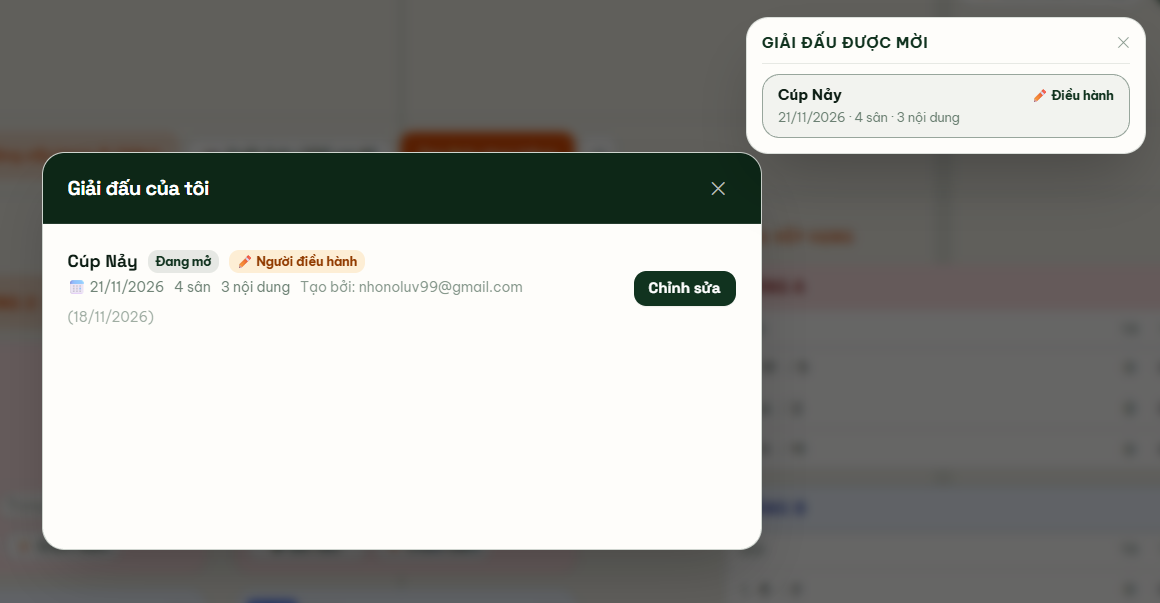 GIẢI ĐẤU ĐƯỢC MỜI
Cúp Nảy
Điều hành
21/11/2026 · 4 sân · 3 nội dung
Giải đấu của tôi
Cúp Nảy Đang mở Người điều hành
21/11/2026 4 sân 3 nội dung Tạo bởi: nhonoluv99@gmail.com
(18/11/2026)
Chỉnh sửa